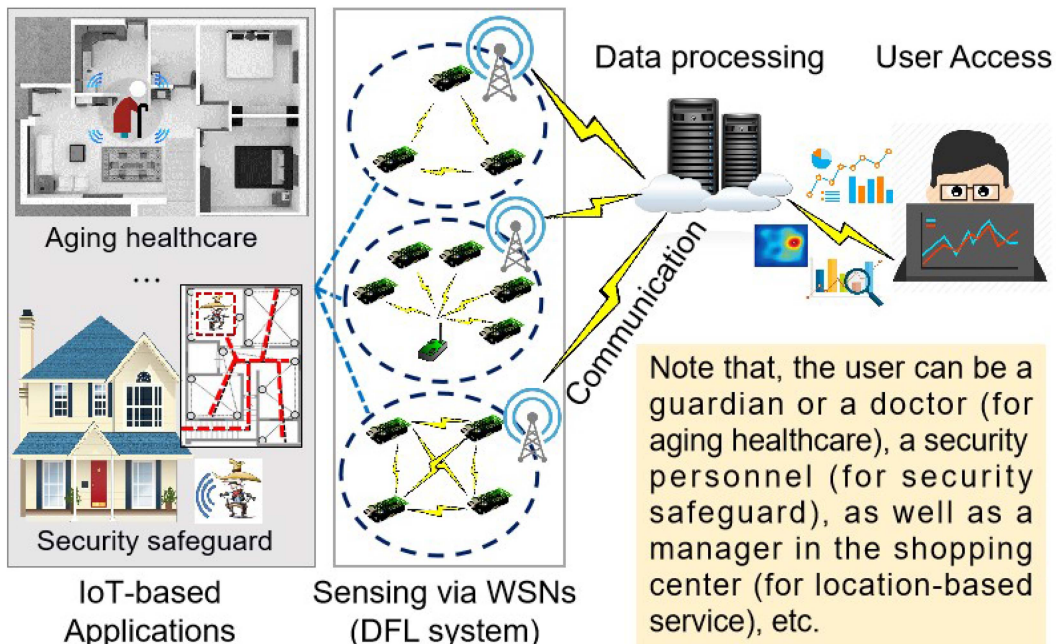 Aging healthcare
...
Security safeguard
IoT-based
Applications
Sensing via WSNs
(DFL system)
Communication
Data processing
User Access
Note that, the user can be a
guardian or a doctor (for
aging healthcare), a security
personnel (for security
safeguard), as well as a
manager in the shopping
center (for location-based
service), etc.